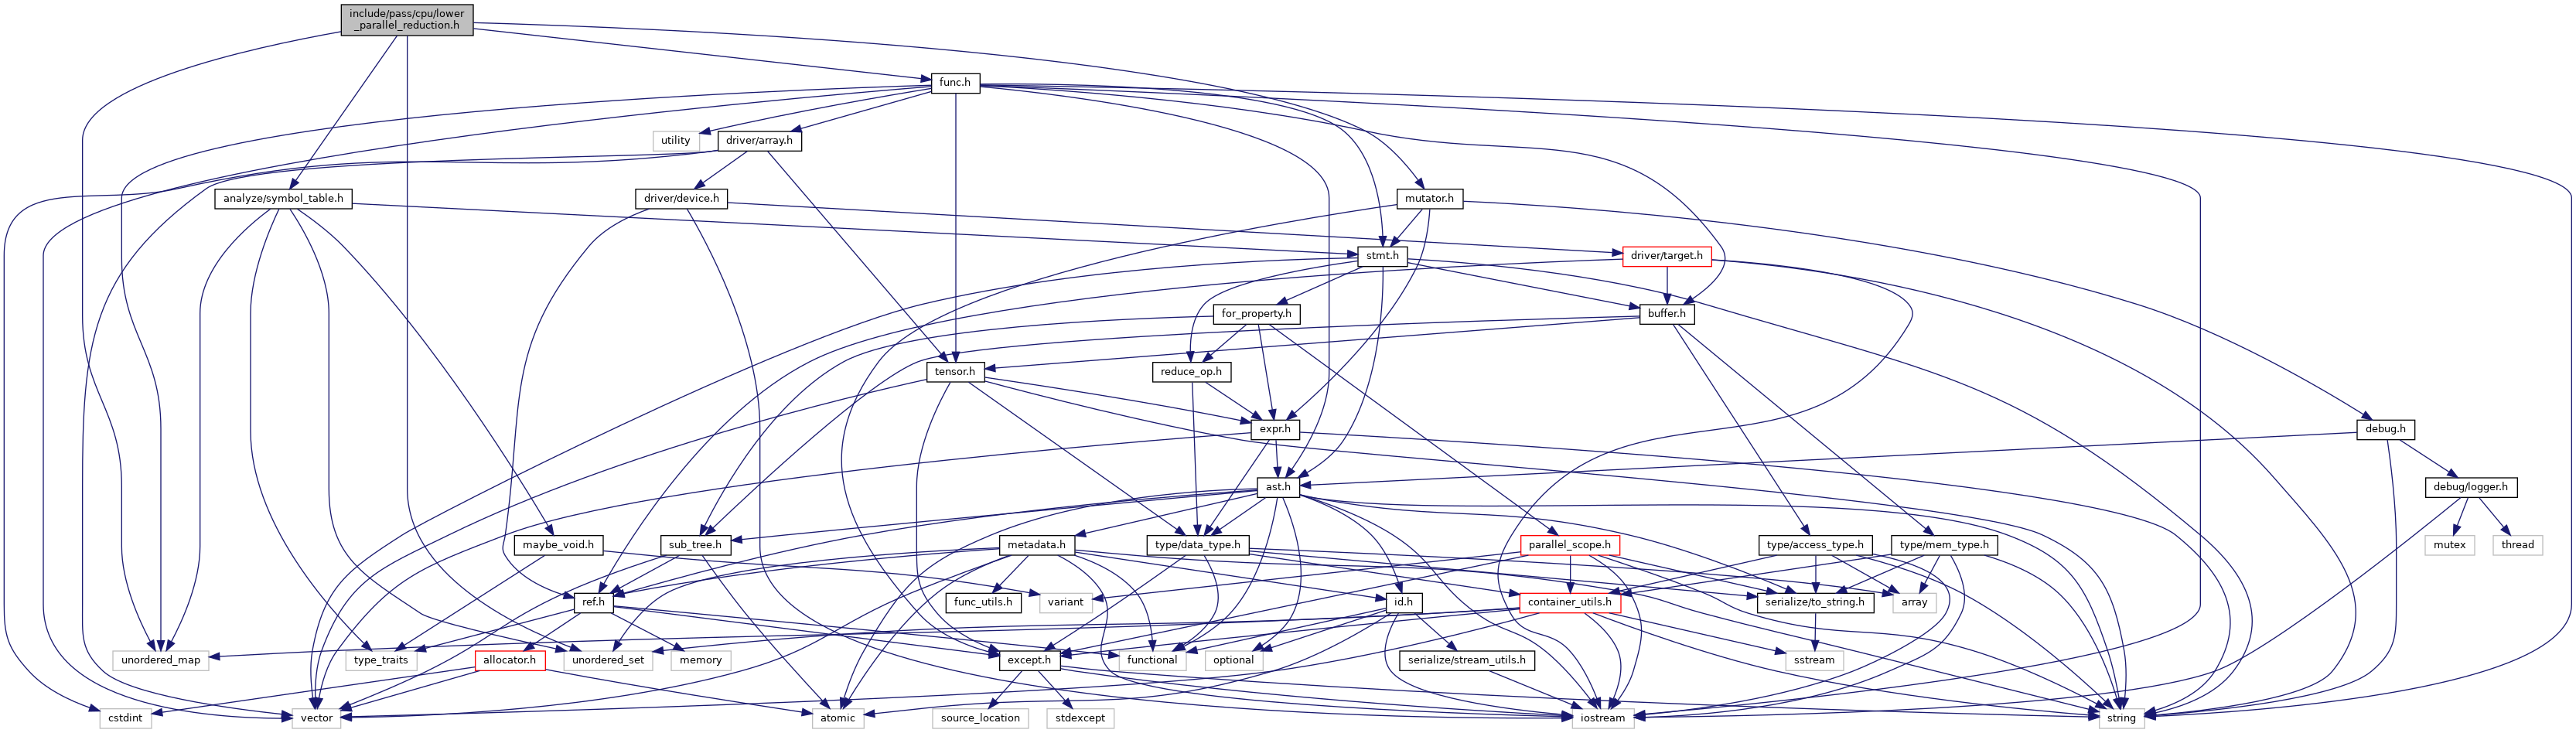 include/pass/cpu/lower
_parallel_reduction.h
func.h
utility
driver/array.h
analyze/symbol_table.h
driver/device.h
mutator.h
stmt.h
driver/target.h
for_property.h
buffer.h
tensor.h
reduce_op.h
expr.h
debug.h
ast.h
debug/logger.h
maybe_void.h
sub_tree.h
metadata.h
type/data_type.h
parallel_scope.h
type/access_type.h
type/mem_type.h
mutex
thread
ref.h
func_utils.h
variant
id.h
container_utils.h
serialize/to_string.h
array
unordered_map
type_traits
allocator.h
unordered_set
memory
except.h
functional
optional
serialize/stream_utils.h
sstream
cstdint
vector
atomic
source_location
stdexcept
iostream
string